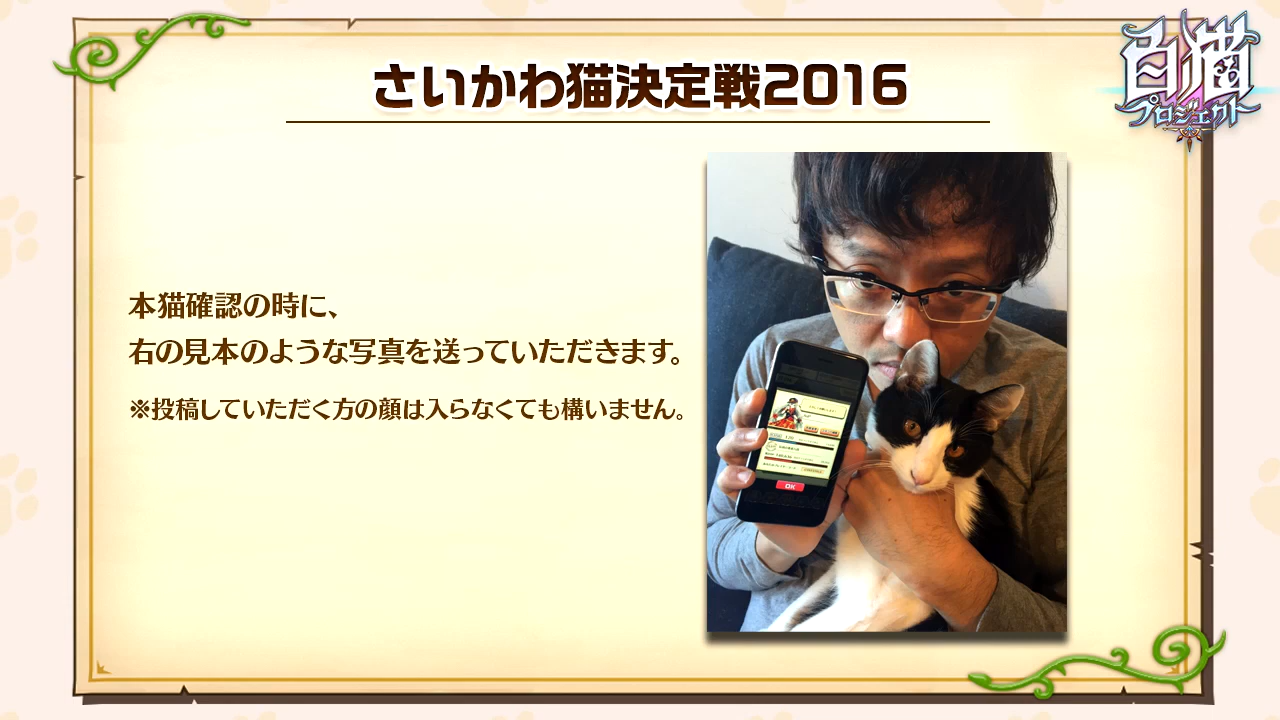 さいかわ猫決定戦2016
白猫
プロジェクト
本猫確認の時に、
右の見本のような写真を送っていただきます。
※投稿していただく方の顔は入らなくても構いません。
OK